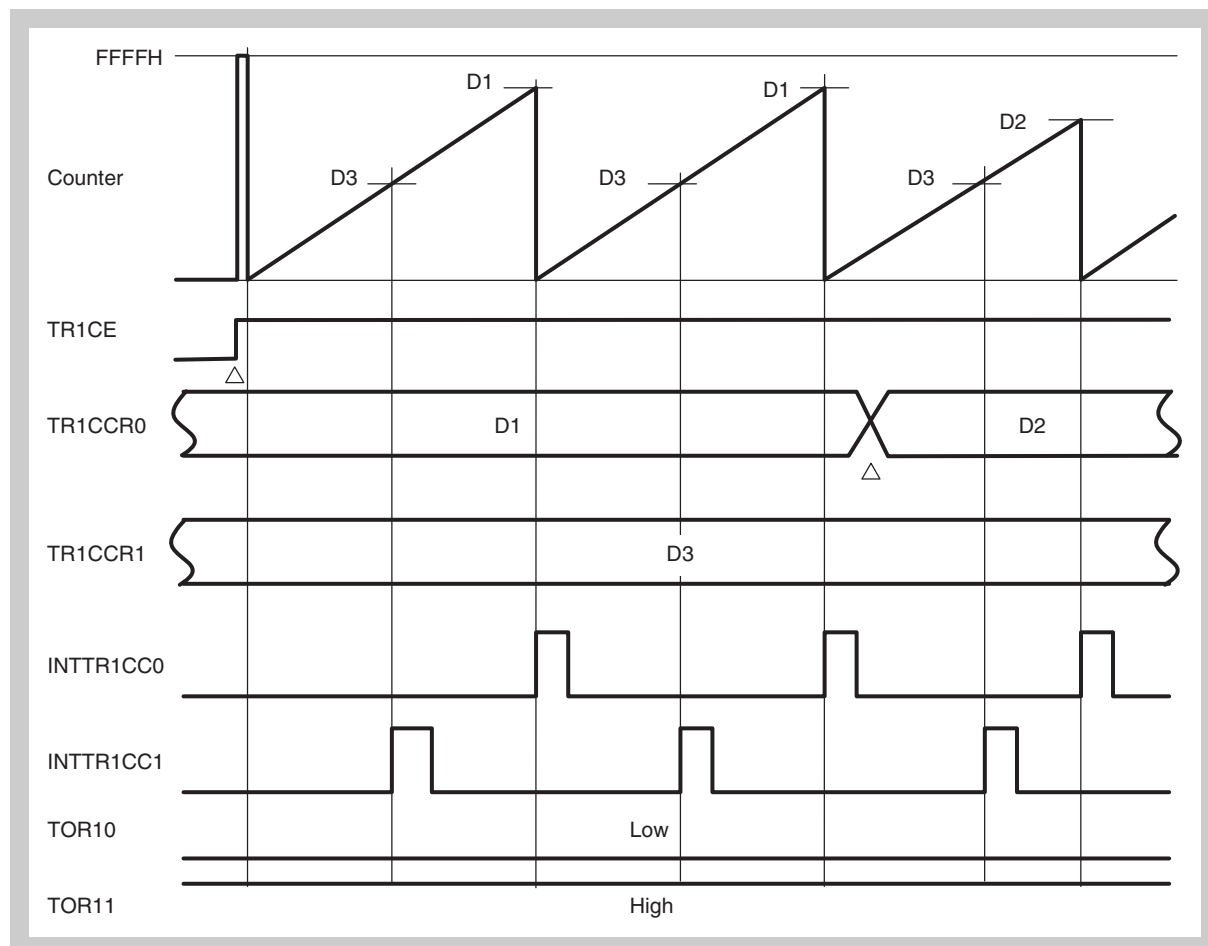 FFFFH
D1
D1
D2
Counter
D3
D3
D3
TR1CE
TR1CCR0
D1
D2
TR1CCR1
D3
INTTR1CC0
INTTR1CC1
TOR10
Low
TOR11
High